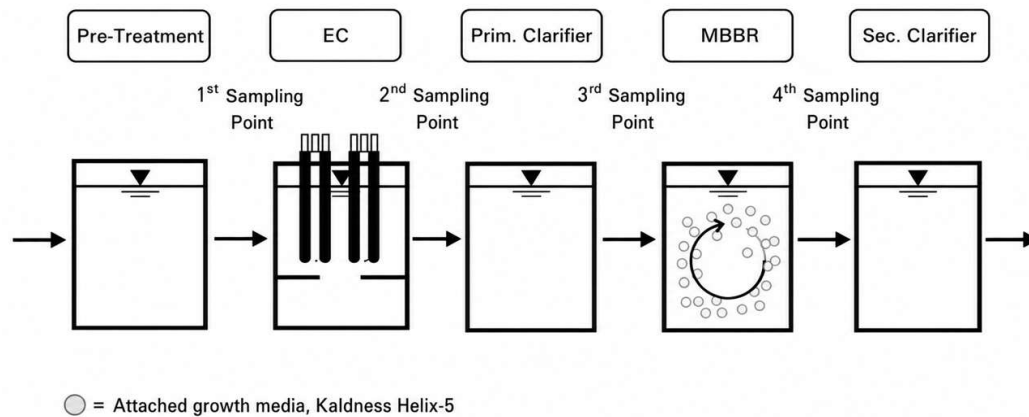 Pre-Treatment
EC
Prim. Clarifier
MBBR
Sec. Clarifier
1st Sampling
Point
2nd Sampling
Point
3rd Sampling
Point
4th Sampling
Point
= Attached growth media, Kaldness Helix-5